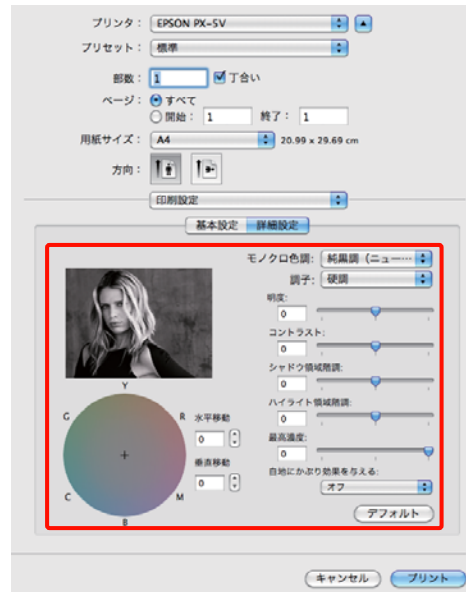 プリンタ： EPSON PX-5V
プリセット： 標準
部数： 1 丁合い
ページ： すべて
開始： 1 終了： 1
用紙サイズ： A4 20.99 x 29.69 cm
方向：
印刷設定
基本設定 詳細設定
モノクロ色調: 純黒調（ニュー…
調子: 硬調
明度:
0
コントラスト:
0
シャドウ領域階調:
0
ハイライト領域階調:
0
最高濃度:
0
自地にかぶり効果を与える:
オフ
デフォルト
Y
G R
C M
B
水平移動
0
垂直移動
0
キャンセル プリント